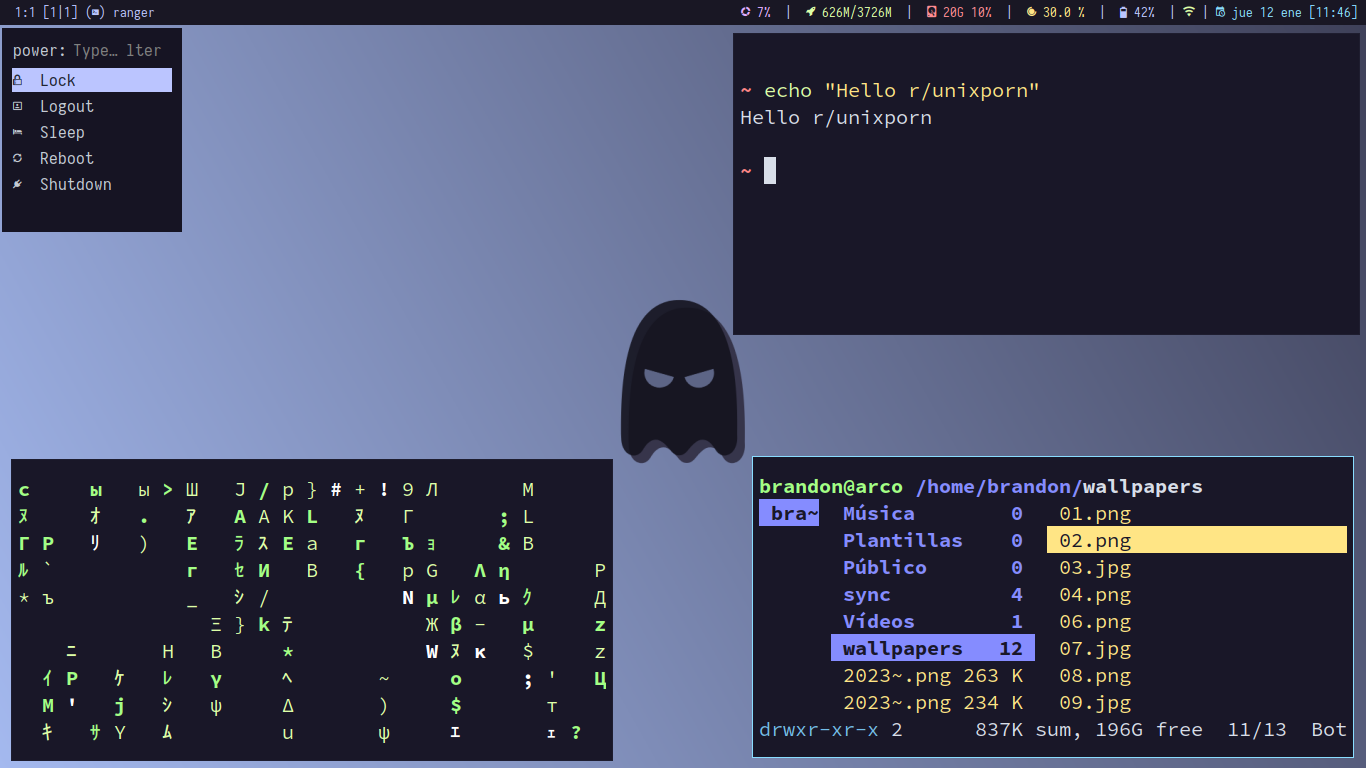 1:1 [1|1] ranger
7% | 626M/3726M | 20G 10% | 30.0 % | 42% | | jue 12 ene [11:46]
power: Type… lter
Lock
Logout
Sleep
Reboot
Shutdown
~ echo "Hello r/unixporn"
Hello r/unixporn
~
c ы ы > Ш J / p } # + ! 9 Л M
ﾇ ｵ . ｱ A A K L ﾇ Г ; L
Г P ﾘ ) E ﾗ ｽ E a г Ъ ﾖ & B
ﾙ ` г ｾ И B { p G Λ η P
* ъ _ ｼ / N μ ﾚ α ь ｸ Д
Ξ } k ﾃ Ж β - μ z
ﾆ H B * W ﾇ κ $ z
ｲ P ｹ ﾚ γ ﾍ ~ o ; ' Ц
M ' j ｼ ψ Δ ) $ т
ｷ ｻ Y ﾑ u ψ ɪ ɪ ?
brandon@arco /home/brandon/wallpapers
bra~ Música 0 01.png
Plantillas 0 02.png
Público 0 03.jpg
sync 4 04.png
Vídeos 1 06.png
wallpapers 12 07.jpg
2023~.png 263 K 08.png
2023~.png 234 K 09.jpg
drwxr-xr-x 2 837K sum, 196G free 11/13 Bot